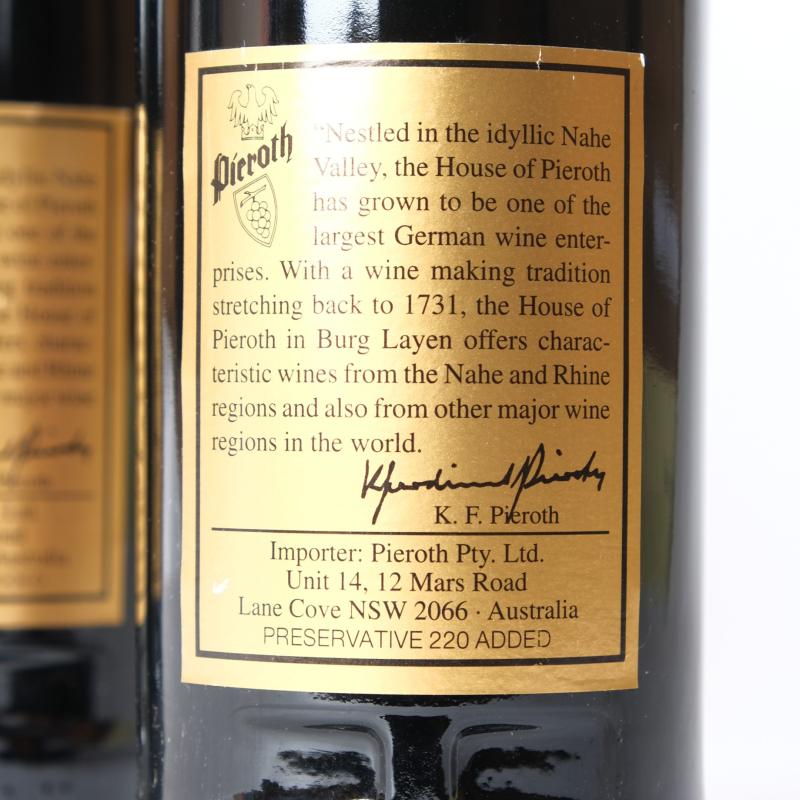 Pieroth
"Nestled in the idyllic Nahe
Valley, the House of Pieroth
has grown to be one of the
largest German wine enter-
prises. With a wine making tradition
stretching back to 1731, the House of
Pieroth in Burg Layen offers charac-
teristic wines from the Nahe and Rhine
regions and also from other major wine
regions in the world.
K. F. Pieroth
Importer: Pieroth Pty. Ltd.
Unit 14, 12 Mars Road
Lane Cove NSW 2066 · Australia
PRESERVATIVE 220 ADDED